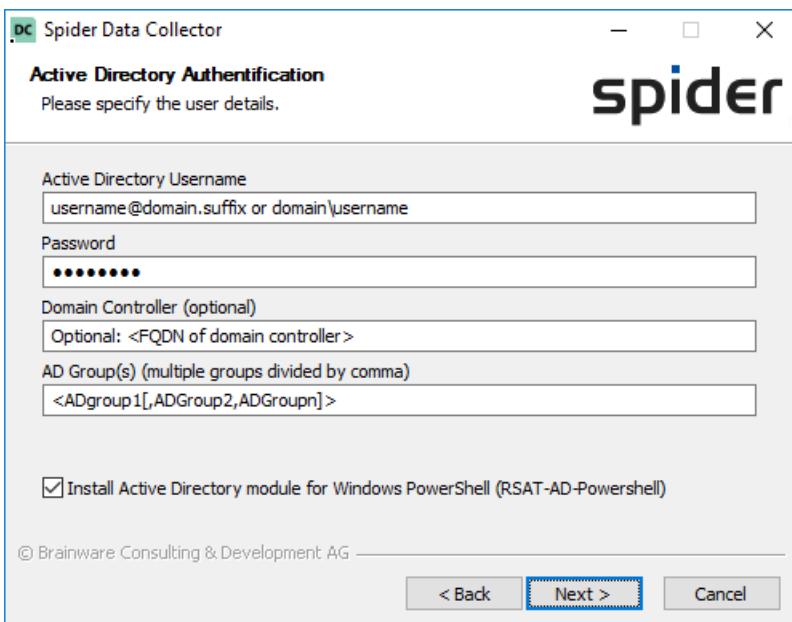 DC Spider Data Collector
Active Directory Authentification
Please specify the user details.
spider
Active Directory Username
username@domain.suffix or domain\username
Password
••••••••
Domain Controller (optional)
Optional: <FQDN of domain controller>
AD Group(s) (multiple groups divided by comma)
<ADgroup1[,ADGroup2,ADGroupn]>
Install Active Directory module for Windows PowerShell (RSAT-AD-Powershell)
© Brainware Consulting & Development AG
< Back Next > Cancel